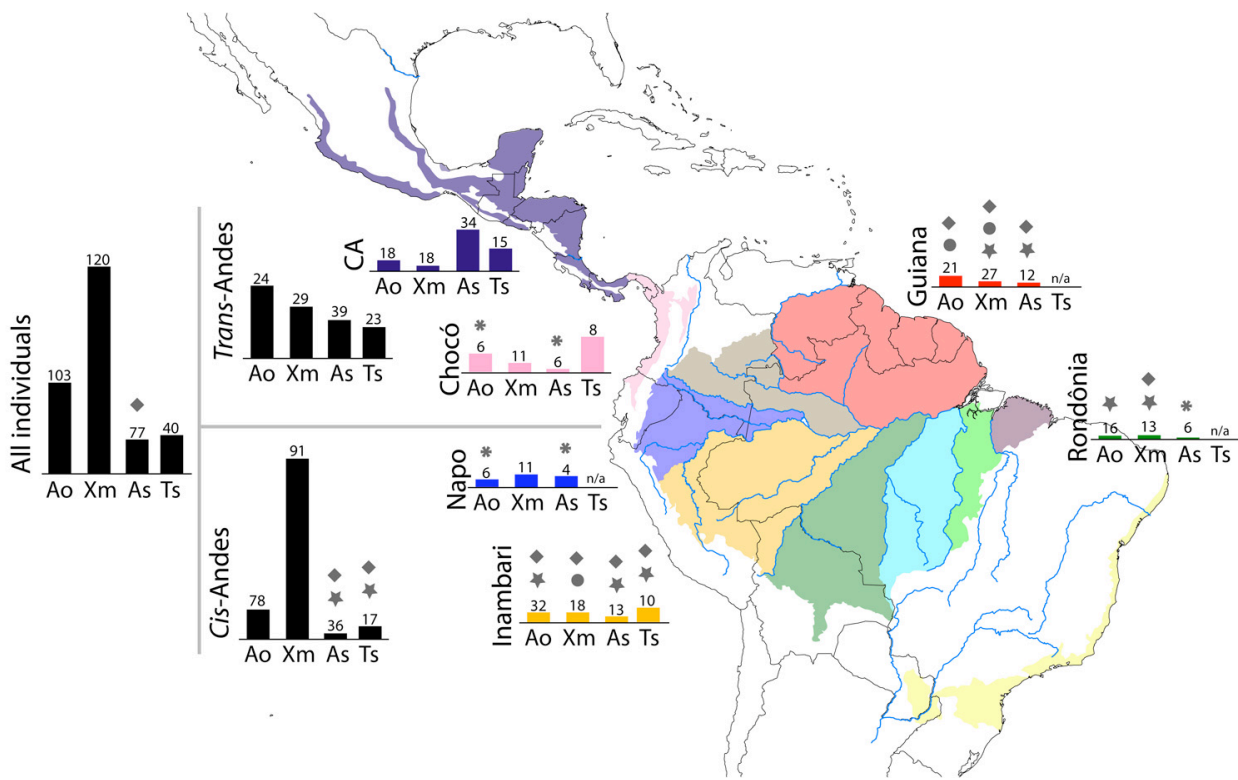 All individuals
103 120 77 40
Ao Xm As Ts
Trans-Andes
24 29 39 23
Ao Xm As Ts
Cis-Andes
78 91 36 17
Ao Xm As Ts
CA
18 18 34 15
Ao Xm As Ts
Chocó
* *
6 11 6 8
Ao Xm As Ts
Napo
* *
6 11 4 n/a
Ao Xm As Ts
Inambari
32 18 13 10
Ao Xm As Ts
Guiana
21 27 12 n/a
Ao Xm As Ts
Rondônia
*
16 13 6 n/a
Ao Xm As Ts